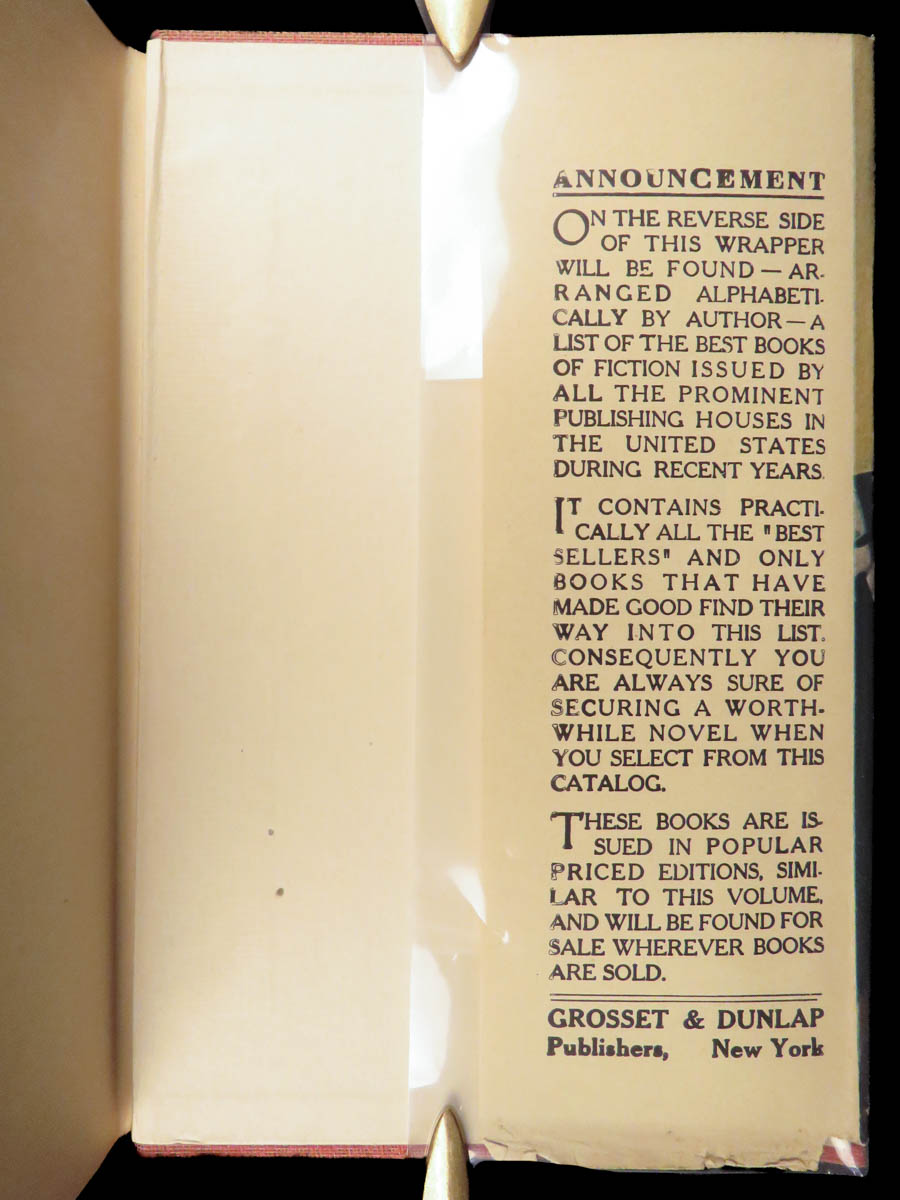 ANNOUNCEMENT
ON THE REVERSE SIDE
OF THIS WRAPPER
WILL BE FOUND — AR-
RANGED ALPHABETI-
CALLY BY AUTHOR — A
LIST OF THE BEST BOOKS
OF FICTION ISSUED BY
ALL THE PROMINENT
PUBLISHING HOUSES IN
THE UNITED STATES
DURING RECENT YEARS.
IT CONTAINS PRACTI-
CALLY ALL THE "BEST
SELLERS" AND ONLY
BOOKS THAT HAVE
MADE GOOD FIND THEIR
WAY INTO THIS LIST.
CONSEQUENTLY YOU
ARE ALWAYS SURE OF
SECURING A WORTH-
WHILE NOVEL WHEN
YOU SELECT FROM THIS
CATALOG.
THESE BOOKS ARE IS-
SUED IN POPULAR
PRICED EDITIONS, SIMI-
LAR TO THIS VOLUME,
AND WILL BE FOUND FOR
SALE WHEREVER BOOKS
ARE SOLD.
GROSSET & DUNLAP
Publishers, New York